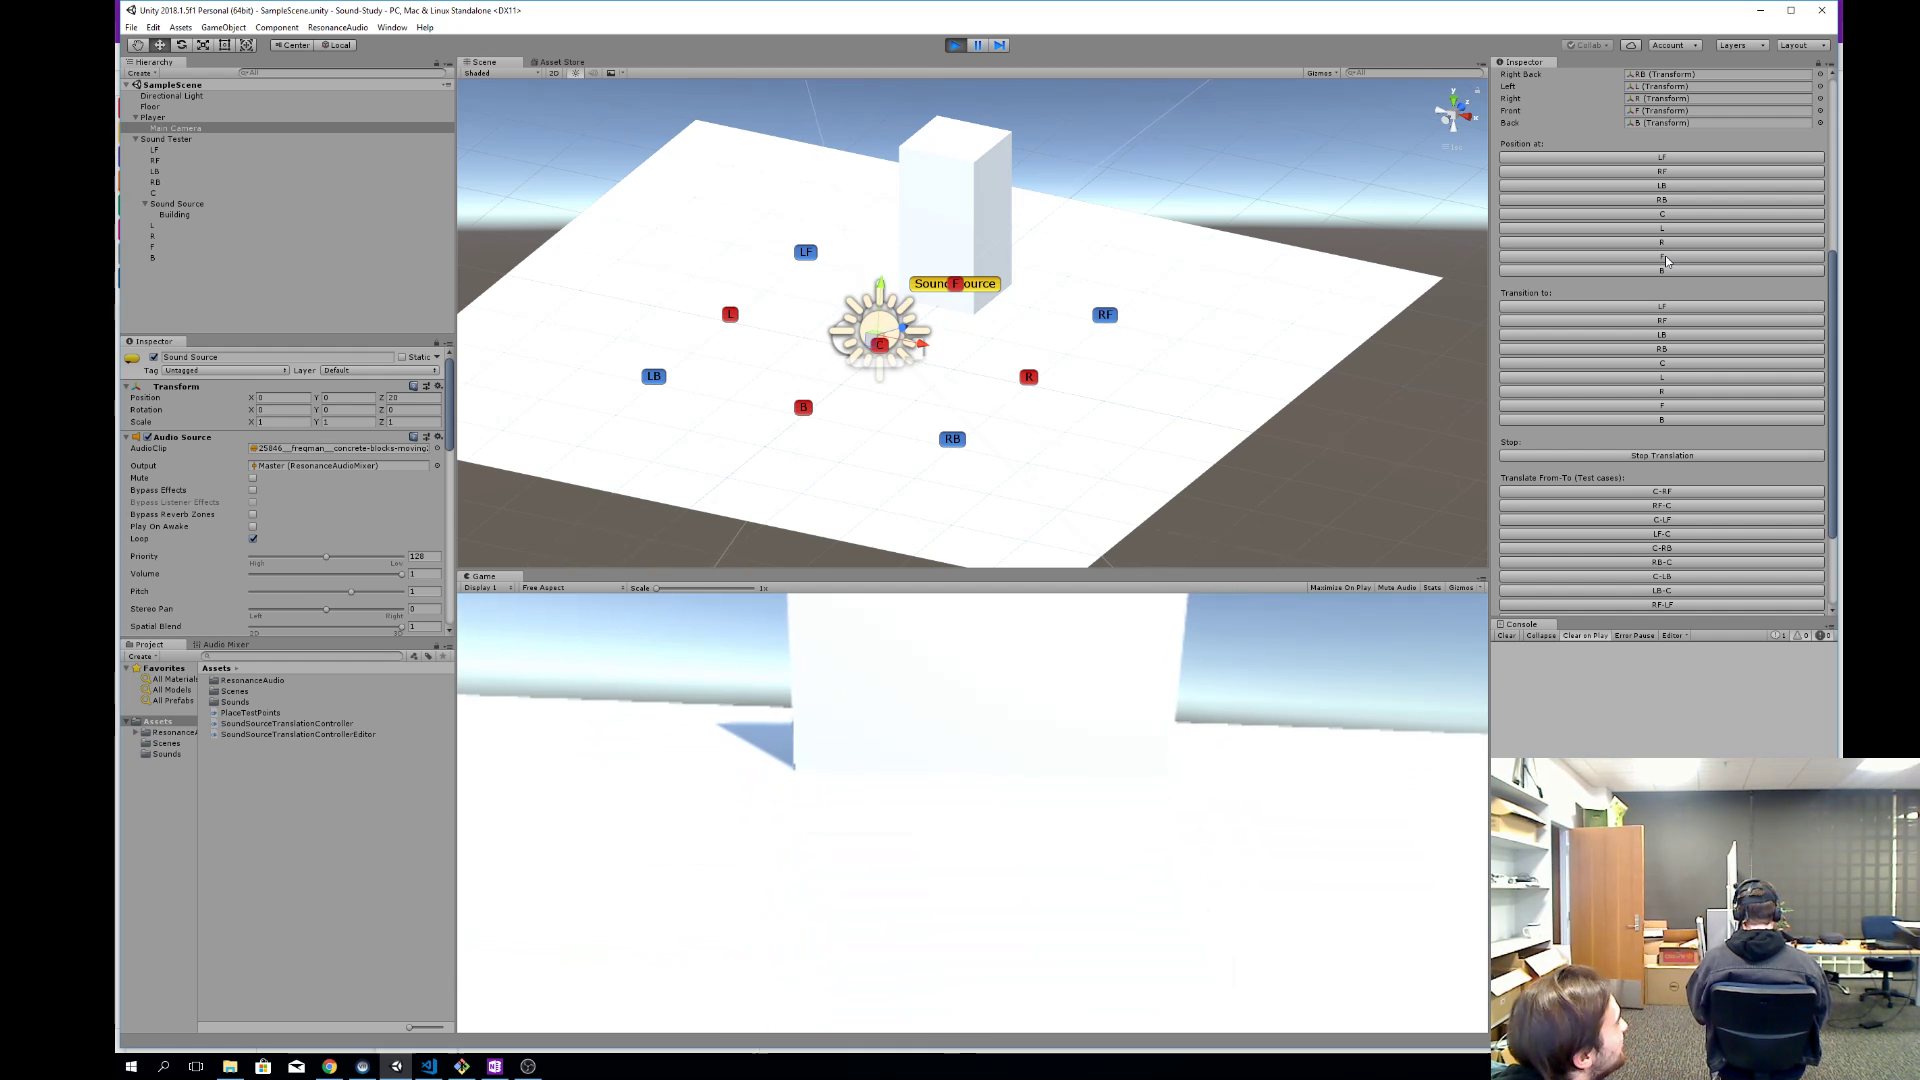 Unity 2018.1.5f1 Personal (64bit) - SampleScene.unity - Sound-Study - PC, Mac & Linux Standalone <DX11>
File Edit Assets GameObject Component ResonanceAudio Window Help
Center Local
Collab Account Layers Layout
Hierarchy
Create All
SampleScene
Directional Light
Floor
Player
Main Camera
Sound Tester
LF
RF
LB
RB
C
Sound Source
Building
L
R
F
B
Inspector
Sound Source Static
Tag Untagged Layer Default
Transform
Position X 0 Y 0 Z 20
Rotation X 0 Y 0 Z 0
Scale X 1 Y 1 Z 1
Audio Source
AudioClip 25846__freqman__concrete-blocks-moving
Output Master (ResonanceAudioMixer)
Mute
Bypass Effects
Bypass Listener Effects
Bypass Reverb Zones
Play On Awake
Loop
Priority 128
High Low
Volume 1
Pitch 1
Stereo Pan 0
Left Right
Spatial Blend 1
2D 3D
Project Audio Mixer
Create
Favorites
All Materials
All Models
All Prefabs
Assets
ResonanceA
Scenes
Sounds
Assets
ResonanceAudio
Scenes
Sounds
PlaceTestPoints
SoundSourceTranslationController
SoundSourceTranslationControllerEditor
Scene Asset Store
Shaded 2D Gizmos All
y
z
x
Iso
LF
Sound F ource
L
RF
C
LB
R
B
RB
Game
Display 1 Free Aspect Scale 1x Maximize On Play Mute Audio Stats Gizmos
Inspector
Right Back RB (Transform)
Left L (Transform)
Right R (Transform)
Front F (Transform)
Back B (Transform)
Position at:
LF
RF
LB
RB
C
L
R
F
B
Transition to:
LF
RF
LB
RB
C
L
R
F
B
Stop:
Stop Translation
Translate From-To (Test cases):
C-RF
RF-C
C-LF
LF-C
C-RB
RB-C
C-LB
LB-C
RF-LF
Console
Clear Collapse Clear on Play Error Pause Editor 1 0 0